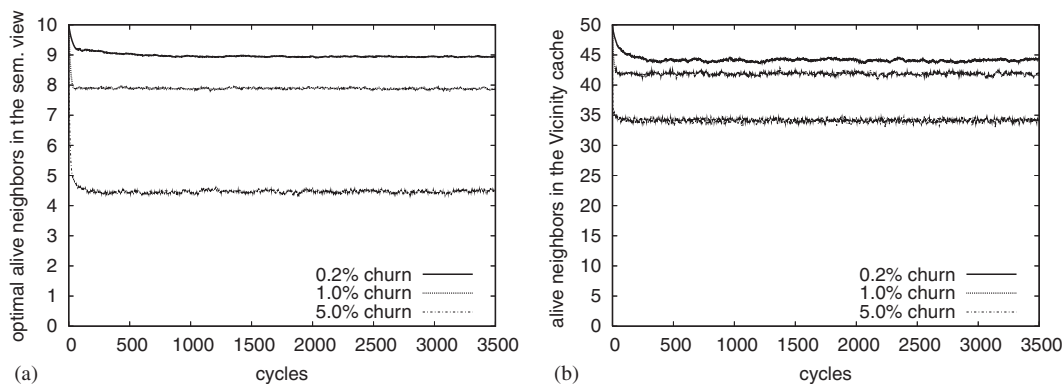 optimal alive neighbors in the sem. view
10
9
8
7
6
5
4
3
2
1
0
0.2% churn
1.0% churn
5.0% churn
0 500 1000 1500 2000 2500 3000 3500
cycles
(a)
alive neighbors in the Vicinity cache
50
45
40
35
30
25
20
15
10
5
0
0.2% churn
1.0% churn
5.0% churn
0 500 1000 1500 2000 2500 3000 3500
cycles
(b)